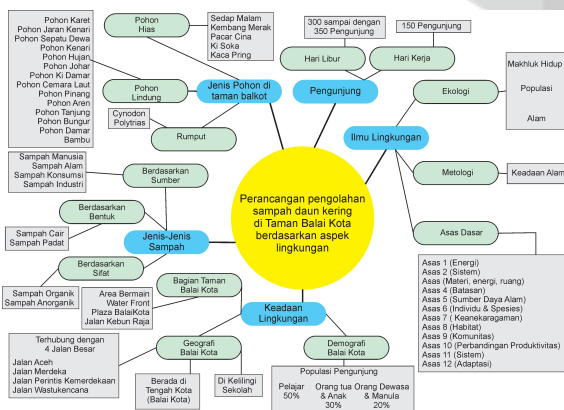 Pohon Karet
Pohon Jaran Kenari
Pohon Sepatu Dewa
Pohon Kenari
Pohon Hujan
Pohon Johar
Pohon Ki Damar
Pohon Cemara Laut
Pohon Pinang
Pohon Aren
Pohon Tanjung
Pohon Bungur
Pohon Damar
Bambu
Pohon
Hias
Sedap Malam
Kembang Merak
Pacar Cina
Ki Soka
Kaca Pring
Pohon
Lindung
Jenis Pohon di
taman balkot
Cynodon
Polytrias
Rumput
300 sampai dengan
350 Pengunjung
150 Pengunjung
Hari Libur
Hari Kerja
Pengunjung
Ilmu Lingkungan
Ekologi
Makhluk Hidup
Populasi
Alam
Metologi
Keadaan Alam
Asas Dasar
Asas 1 (Energi)
Asas 2 (Sistem)
Asas (Materi, energi, ruang)
Asas 4 (Batasan)
Asas 5 (Sumber Daya Alam)
Asas 6 (Individu & Spesies)
Asas 7 ( Keanekaragaman)
Asas 8 (Habitat)
Asas 9 (Komunitas)
Asas 10 (Perbandingan Produktivitas)
Asas 11 (Sistem)
Asas 12 (Adaptasi)
Perancangan pengolahan
sampah daun kering
di Taman Balai Kota
berdasarkan aspek
lingkungan
Sampah Manusia
Sampah Alam
Sampah Konsumsi
Sampah Industri
Berdasarkan
Sumber
Berdasarkan
Bentuk
Sampah Cair
Sampah Padat
Jenis-Jenis
Sampah
Berdasarkan
Sifat
Sampah Organik
Sampah Anorganik
Bagian Taman
Balai Kota
Area Bermain
Water Front
Plaza BalaiKota
Jalan Kebun Raja
Keadaan
Lingkungan
Geografi
Balai Kota
Terhubung dengan
4 Jalan Besar
Jalan Aceh
Jalan Merdeka
Jalan Perintis Kemerdekaan
Jalan Wastukencana
Berada di
Tengah Kota
(Balai Kota)
Di Kelilingi
Sekolah
Demografi
Balai Kota
Populasi Pengunjung
Pelajar
50%
Orang tua
& Anak
30%
Orang Dewasa
& Manula
20%